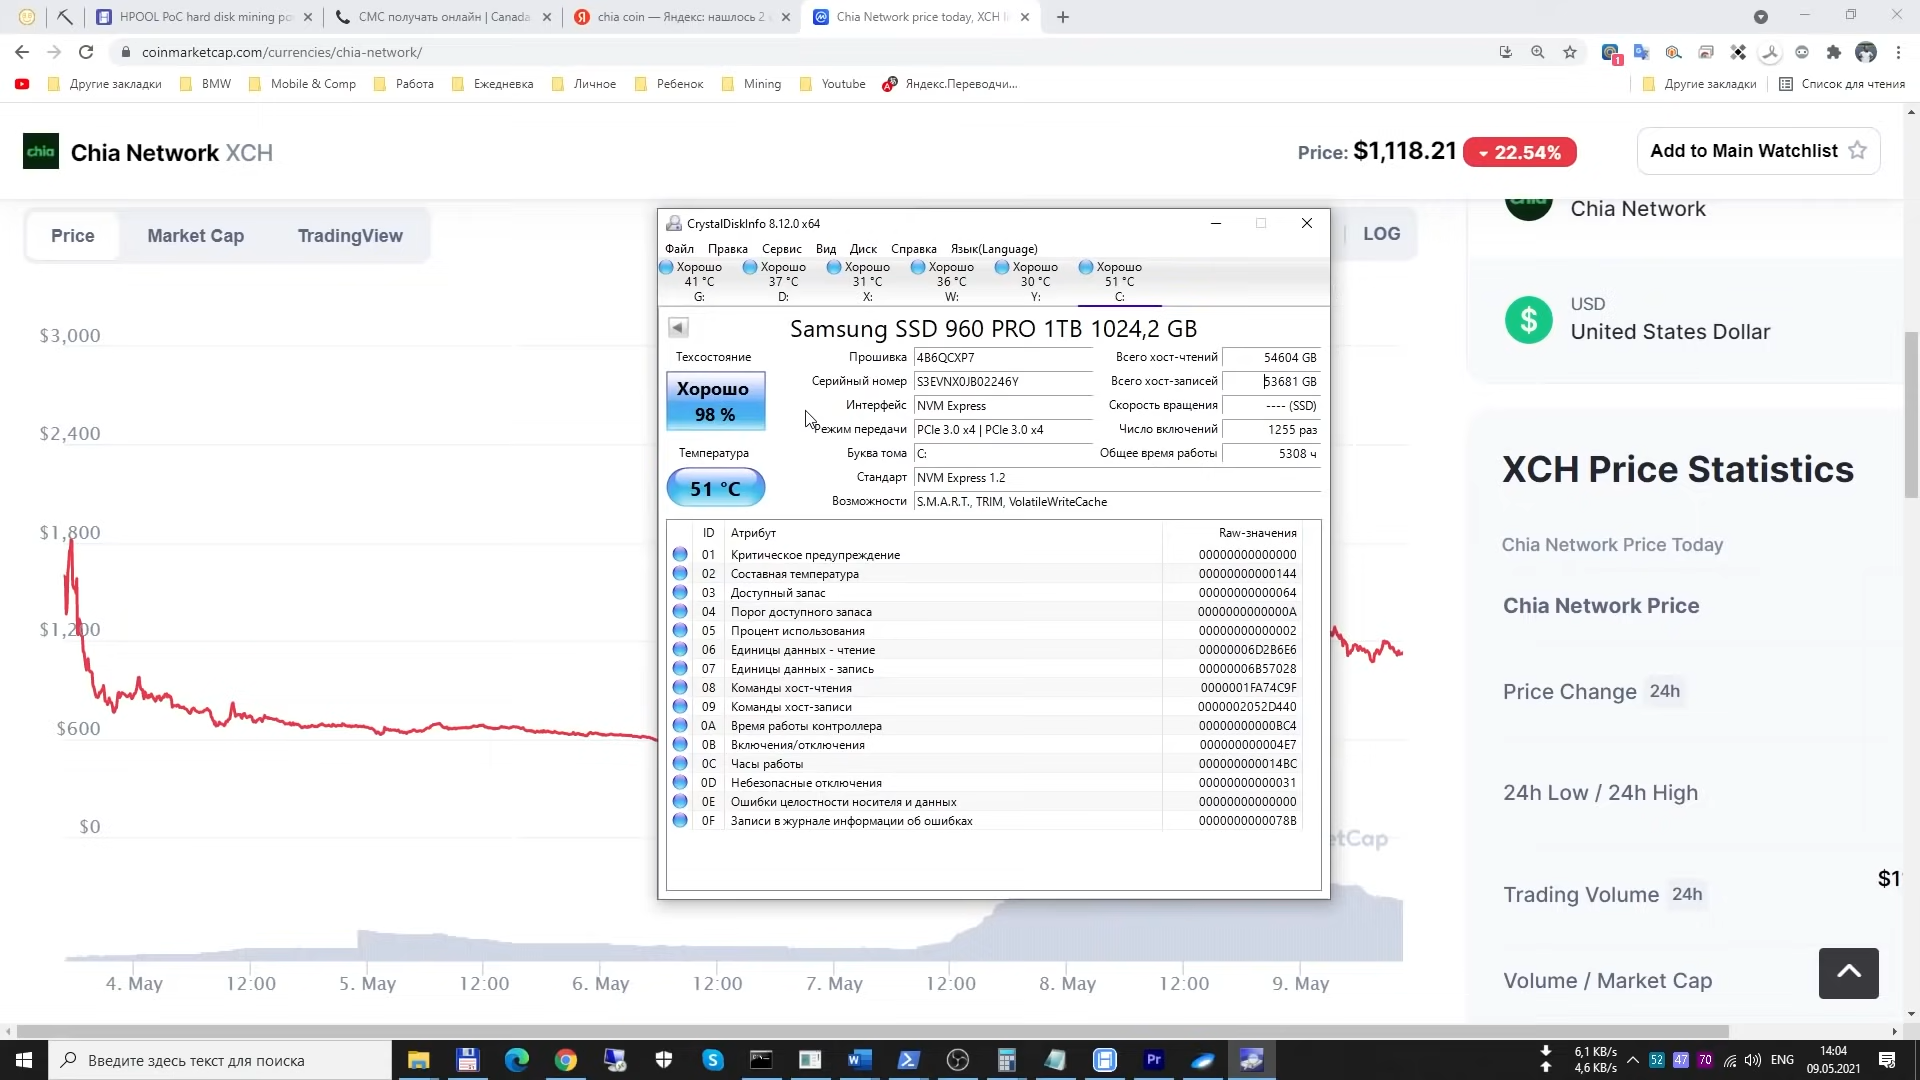 HPOOL PoC hard disk mining po
СМС получать онлайн | Canada
chia coin — Яндекс: нашлось 2
Chia Network price today, XCH
coinmarketcap.com/currencies/chia-network/
1
Другие закладки
BMW
Mobile & Comp
Работа
Ежедневка
Личное
Ребенок
Mining
Youtube
Яндекс.Переводчи...
Другие закладки
Список для чтения
chia
Chia Network XCH
Price: $1,118.21
22.54%
Add to Main Watchlist
Price
Market Cap
TradingView
LOG
Chia Network
USD
United States Dollar
$
XCH Price Statistics
Chia Network Price Today
Chia Network Price
Price Change 24h
24h Low / 24h High
Trading Volume 24h
$1
Volume / Market Cap
$3,000
$2,400
$1,800
$1,200
$600
$0
etCap
4. May
12:00
5. May
12:00
6. May
12:00
7. May
12:00
8. May
12:00
9. May
CrystalDiskInfo 8.12.0 x64
Файл
Правка
Сервис
Вид
Диск
Справка
Язык(Language)
Хорошо
41 °C
G:
Хорошо
37 °C
D:
Хорошо
31 °C
X:
Хорошо
36 °C
W:
Хорошо
30 °C
Y:
Хорошо
51 °C
C:
Samsung SSD 960 PRO 1TB 1024,2 GB
Техсостояние
Хорошо
98 %
Температура
51 °C
Прошивка 4B6QCXP7
Серийный номер S3EVNX0JB02246Y
Интерфейс NVM Express
Режим передачи PCIe 3.0 x4 | PCIe 3.0 x4
Буква тома C:
Стандарт NVM Express 1.2
Возможности S.M.A.R.T., TRIM, VolatileWriteCache
Всего хост-чтений 54604 GB
Всего хост-записей 53681 GB
Скорость вращения ---- (SSD)
Число включений 1255 раз
Общее время работы 5308 ч
ID Атрибут Raw-значения
01 Критическое предупреждение 00000000000000
02 Составная температура 00000000000144
03 Доступный запас 00000000000064
04 Порог доступного запаса 0000000000000A
05 Процент использования 00000000000002
06 Единицы данных - чтение 00000006D2B6E6
07 Единицы данных - запись 00000006B57028
08 Команды хост-чтения 0000001FA74C9F
09 Команды хост-записи 0000002052D440
0A Время работы контроллера 00000000000BC4
0B Включения/отключения 000000000004E7
0C Часы работы 000000000014BC
0D Небезопасные отключения 00000000000031
0E Ошибки целостности носителя и данных 00000000000000
0F Записи в журнале информации об ошибках 0000000000078B
Введите здесь текст для поиска
6,1 KB/s
4,6 KB/s
52
47
70
ENG
14:04
09.05.2021